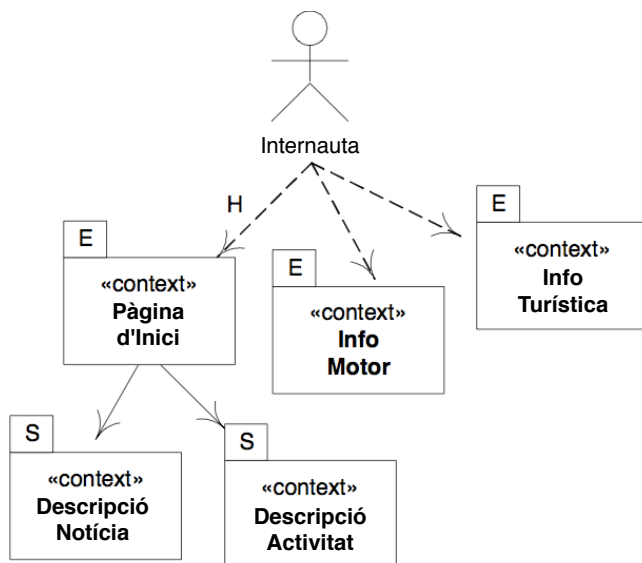 Internauta
H
E
«context»
Pàgina
d'Inici
E
«context»
Info
Motor
E
«context»
Info
Turística
S
«context»
Descripció
Notícia
S
«context»
Descripció
Activitat